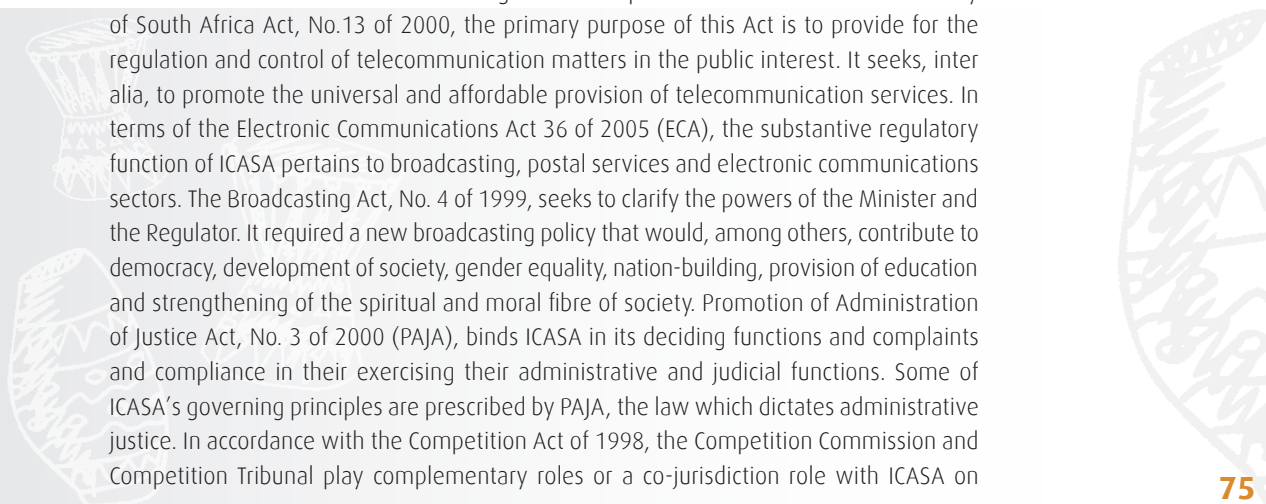 of South Africa Act, No.13 of 2000, the primary purpose of this Act is to provide for the
regulation and control of telecommunication matters in the public interest. It seeks, inter
alia, to promote the universal and affordable provision of telecommunication services. In
terms of the Electronic Communications Act 36 of 2005 (ECA), the substantive regulatory
function of ICASA pertains to broadcasting, postal services and electronic communications
sectors. The Broadcasting Act, No. 4 of 1999, seeks to clarify the powers of the Minister and
the Regulator. It required a new broadcasting policy that would, among others, contribute to
democracy, development of society, gender equality, nation-building, provision of education
and strengthening of the spiritual and moral fibre of society. Promotion of Administration
of Justice Act, No. 3 of 2000 (PAJA), binds ICASA in its deciding functions and complaints
and compliance in their exercising their administrative and judicial functions. Some of
ICASA’s governing principles are prescribed by PAJA, the law which dictates administrative
justice. In accordance with the Competition Act of 1998, the Competition Commission and
Competition Tribunal play complementary roles or a co-jurisdiction role with ICASA on
75